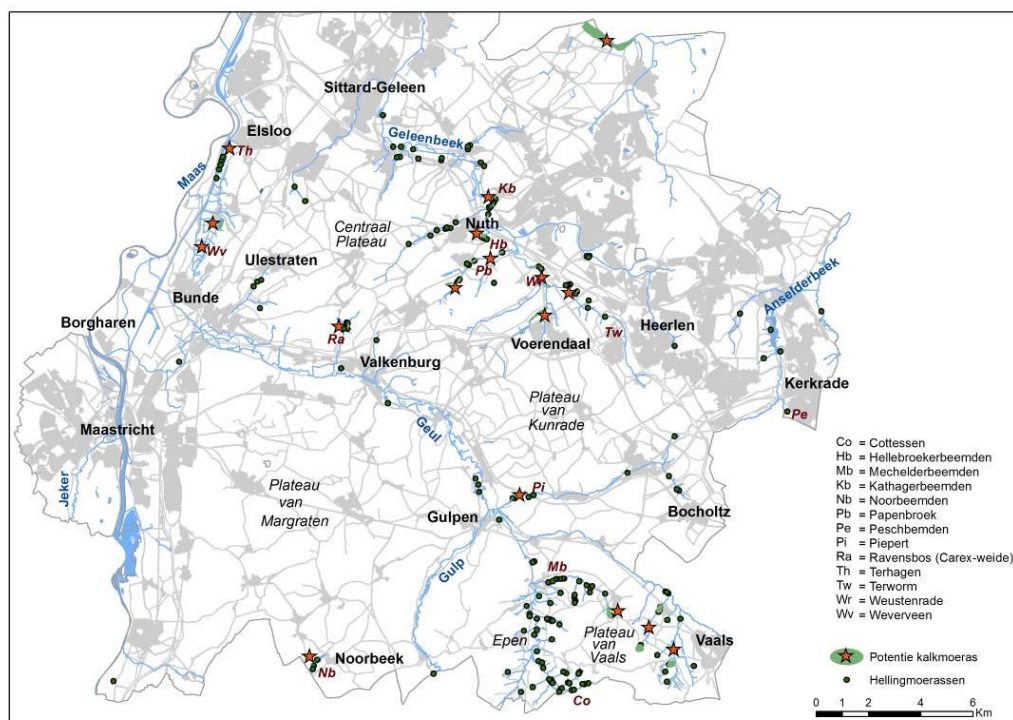 Sittard-Geleen
Elsloo
Geleenbeek
Th
Maas
Kb
Centraal
Plateau
Nuth
Hb
Wv
Ulestraten
Pb
Wr
Anselderbeek
Bunde
Borgharen
Ra
Valkenburg
Voerendaal
Tw
Heerlen
Kerkrade
Pe
Maastricht
Geul
Plateau
van
Kunrade
Jeker
Plateau
van
Margraten
Pi
Gulpen
Bocholtz
Gulp
Mb
Epen
Plateau
van
Vaals
Vaals
Noorbeek
Nb
Co
Co = Cottessen
Hb = Hellebroekerbeemden
Mb = Mechelderbeemden
Kb = Kathagerbeemden
Nb = Noorbeemden
Pb = Papenbroek
Pe = Peschbemden
Pi = Piepert
Ra = Ravensbos (Carex-weide)
Th = Terhagen
Tw = Terworm
Wr = Weustenrade
Wv = Weverveen
Potentie kalkmoeras
Hellingmoerassen
0 2 4 6
Km